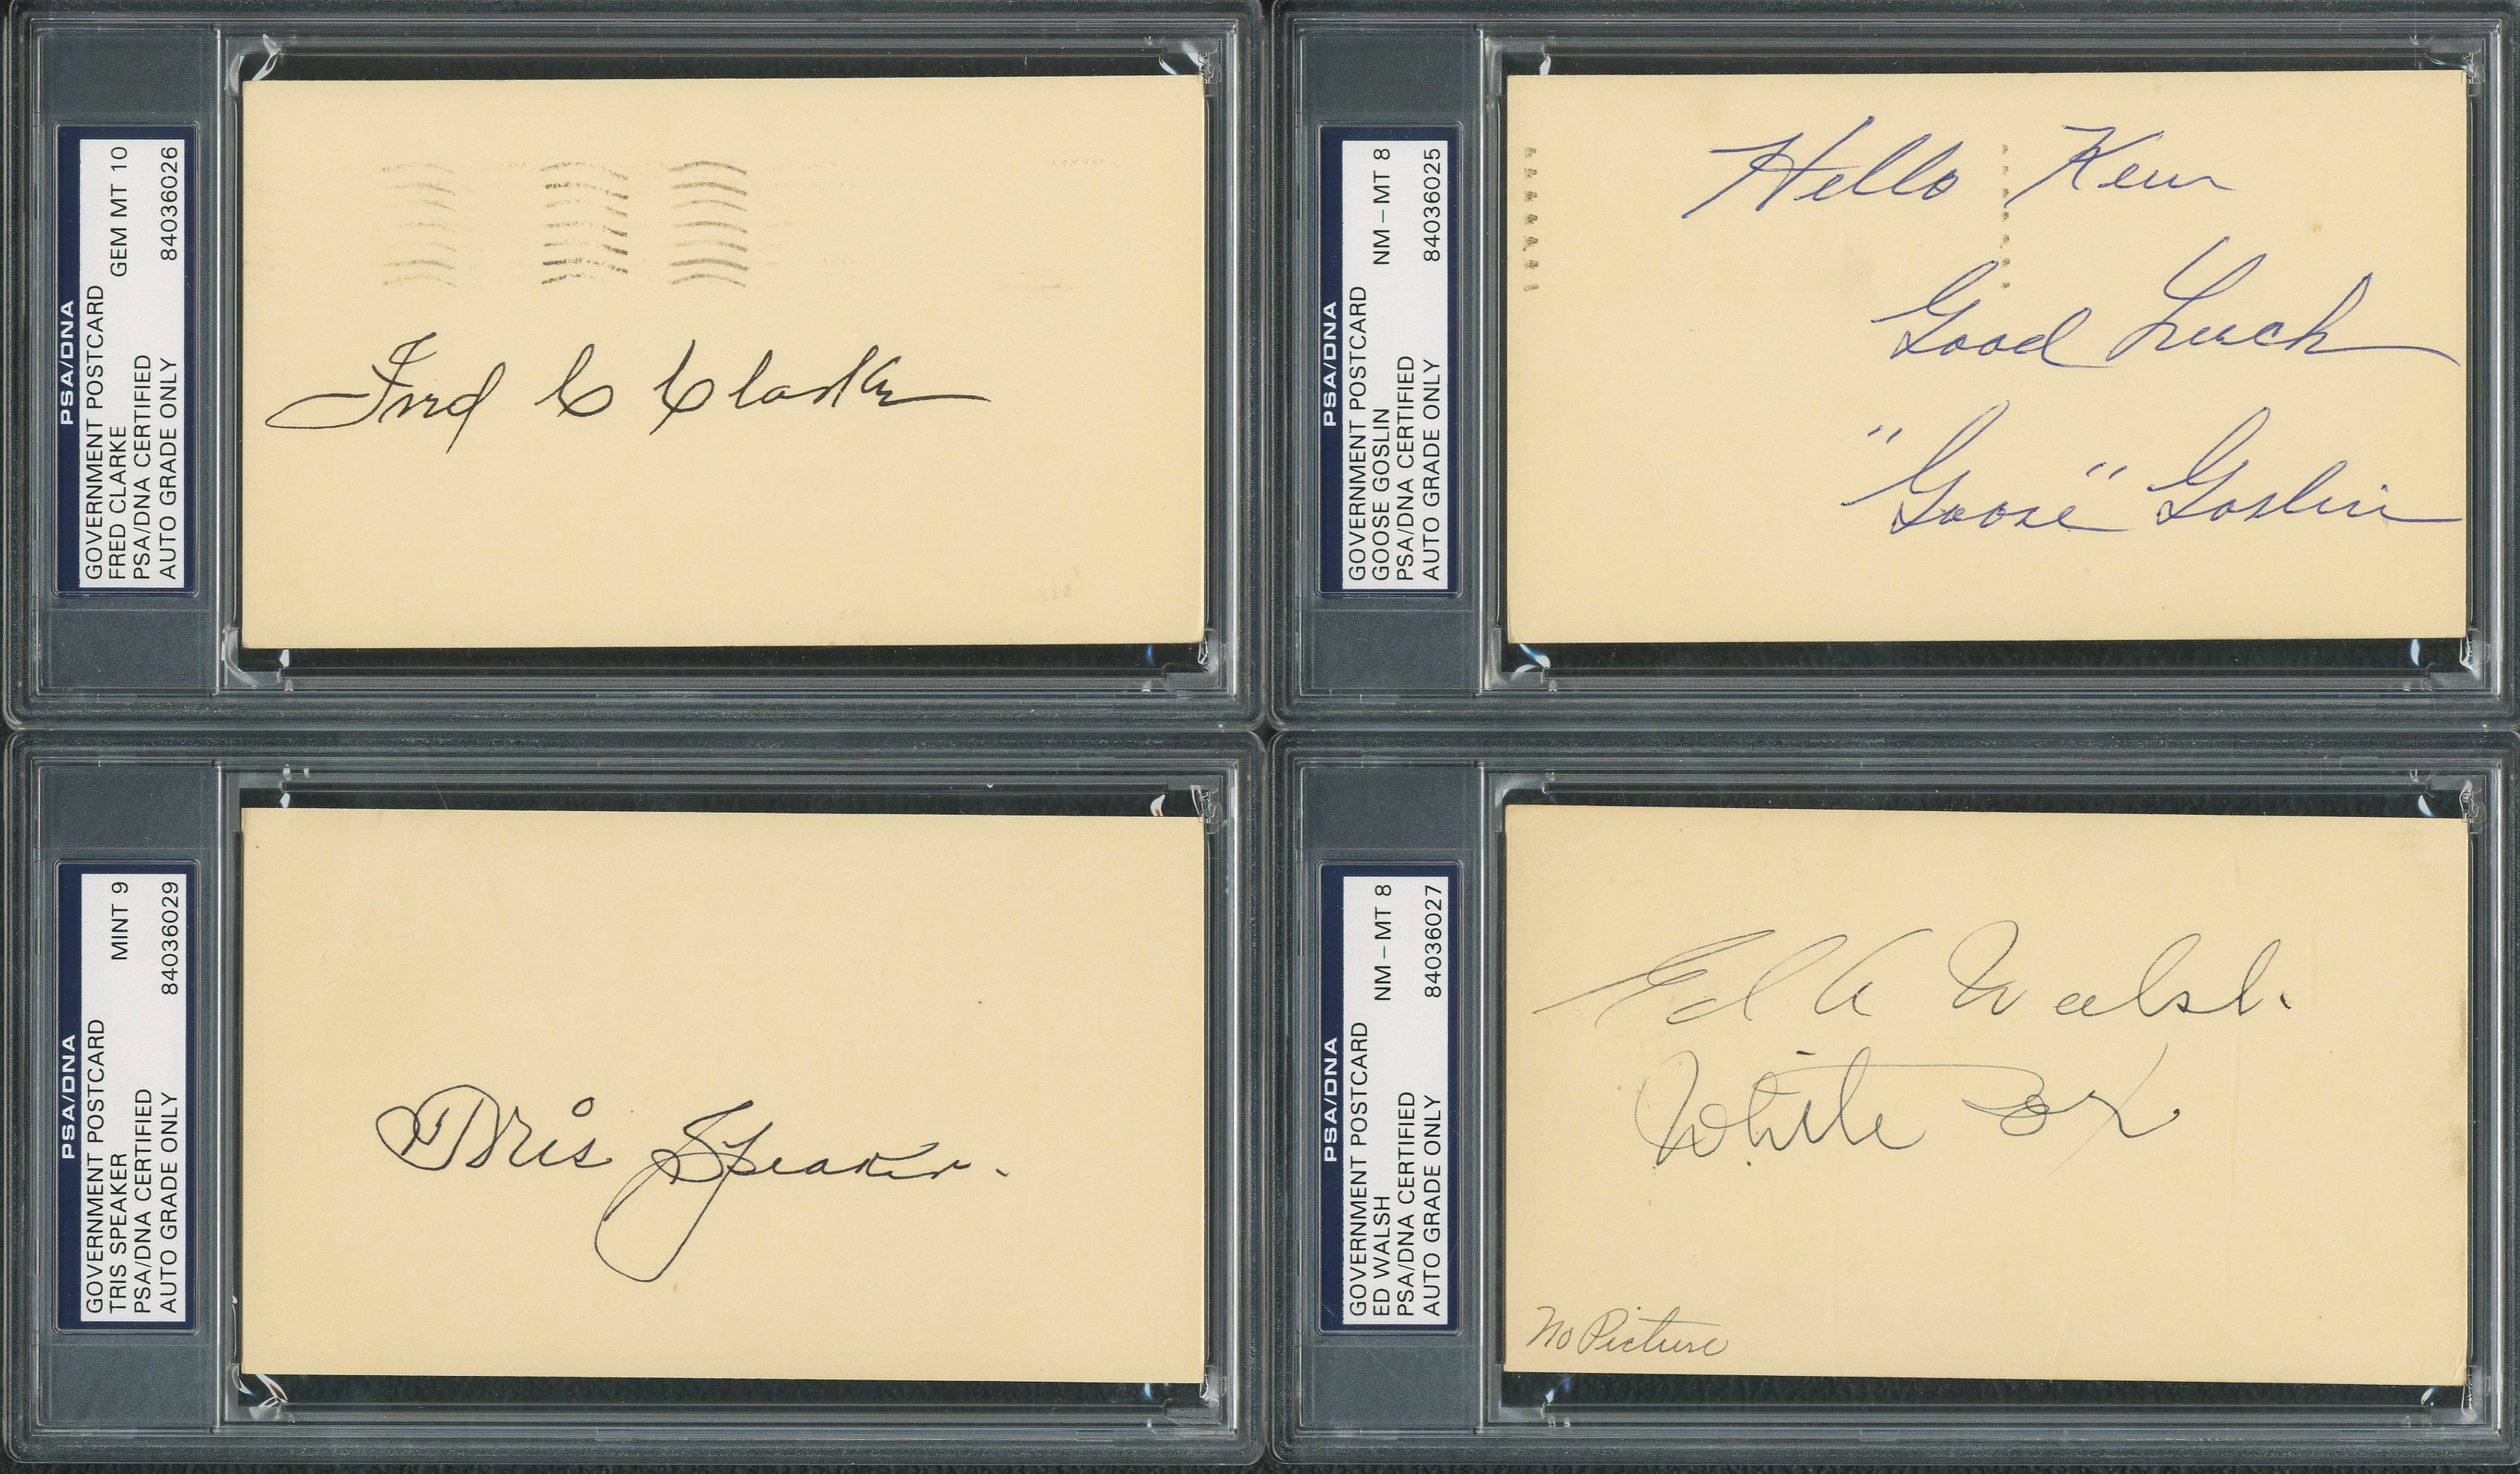 PSA/DNA
GOVERNMENT POSTCARD
FRED CLARKE GEM MT 10
PSA/DNA CERTIFIED
AUTO GRADE ONLY 84036026
Fred C Clarke
PSA/DNA
GOVERNMENT POSTCARD
GOOSE GOSLIN NM-MT 8
PSA/DNA CERTIFIED
AUTO GRADE ONLY 84036025
Hello Ken
Good Luck
"Goose" Goslin
PSA/DNA
GOVERNMENT POSTCARD
TRIS SPEAKER MINT 9
PSA/DNA CERTIFIED
AUTO GRADE ONLY 84036029
Tris Speaker.
PSA/DNA
GOVERNMENT POSTCARD
ED WALSH NM-MT 8
PSA/DNA CERTIFIED
AUTO GRADE ONLY 84036027
Ed A Walsh.
White Sox
No Picture